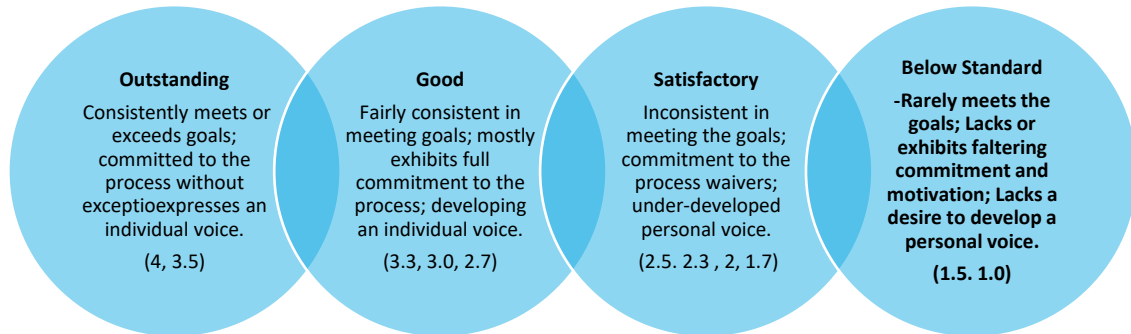 Outstanding
Consistently meets or
exceeds goals;
committed to the
process without
exceptioexpresses an
individual voice.
(4, 3.5)
Good
Fairly consistent in
meeting goals; mostly
exhibits full
commitment to the
process; developing
an individual voice.
(3.3, 3.0, 2.7)
Satisfactory
Inconsistent in
meeting the goals;
commitment to the
process waivers;
under-developed
personal voice.
(2.5. 2.3 , 2, 1.7)
Below Standard
-Rarely meets the
goals; Lacks or
exhibits faltering
commitment and
motivation; Lacks a
desire to develop a
personal voice.
(1.5. 1.0)